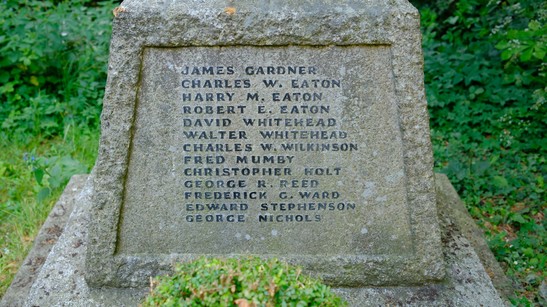 JAMES GARDNER
CHARLES W. EATON
HARRY M. EATON
ROBERT E. EATON
DAVID WHITEHEAD
WALTER WHITEHEAD
CHARLES W. WILKINSON
FRED MUMBY
CHRISTOPHER HOLT
GEORGE R. REED
FREDERICK G. WARD
EDWARD STEPHENSON
GEORGE NICHOLS